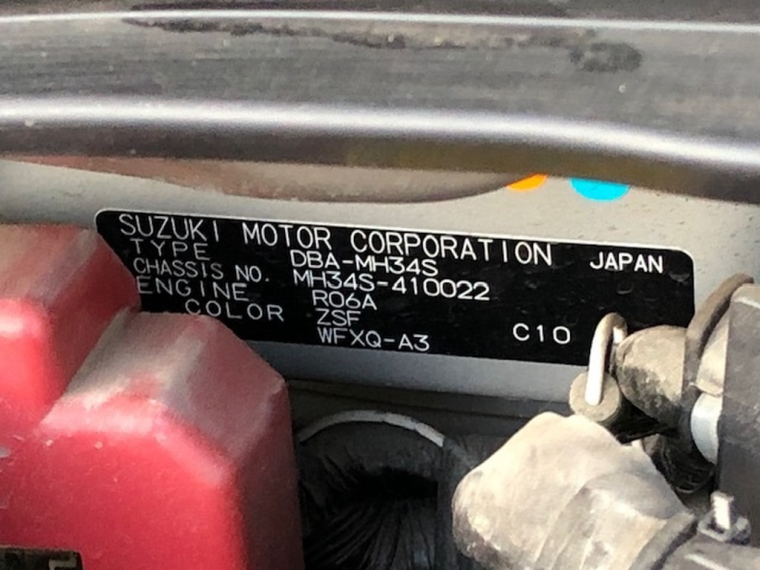 SUZUKI MOTOR CORPORATION JAPAN
TYPE DBA-MH34S
CHASSIS NO. MH34S-410022
ENGINE R06A
COLOR ZSF
WFXQ-A3 C10